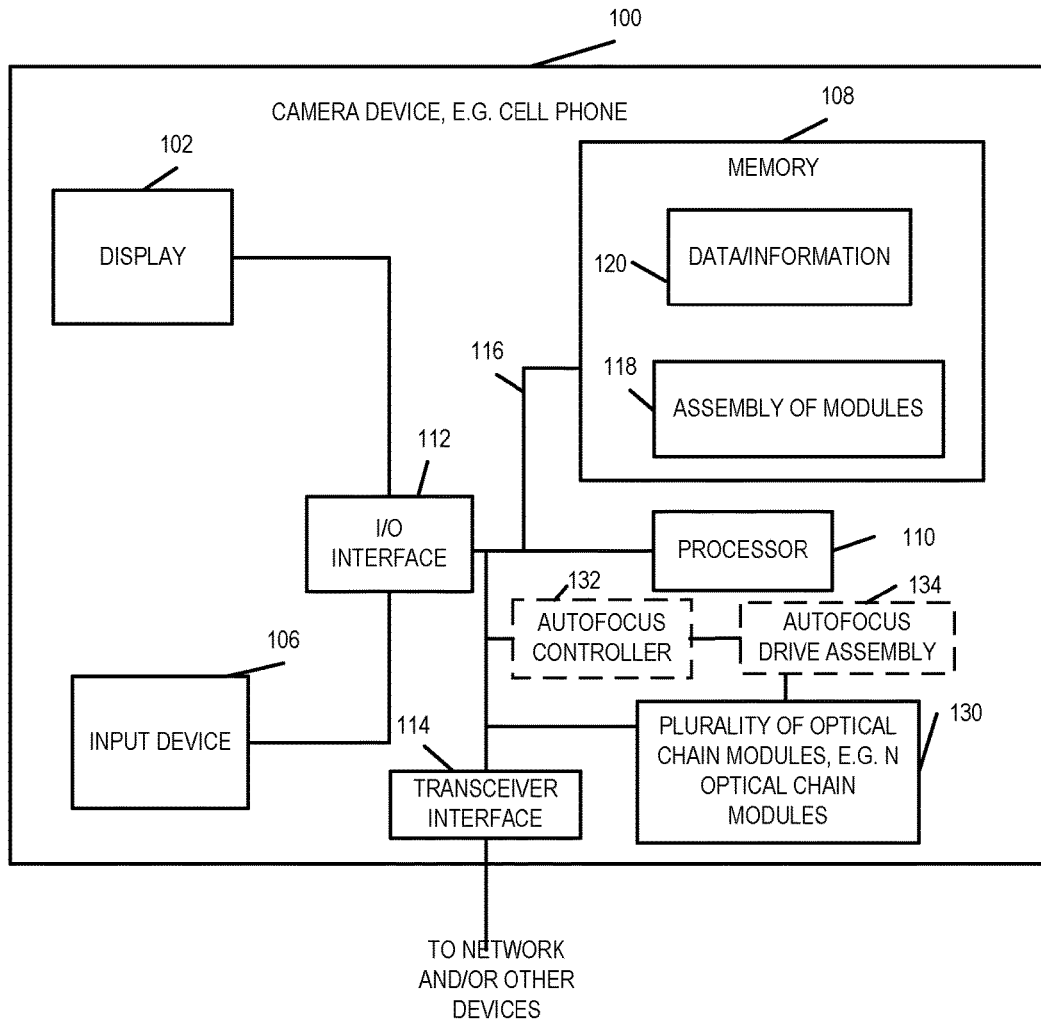 100
CAMERA DEVICE, E.G. CELL PHONE
108
102
MEMORY
DISPLAY
DATA/INFORMATION
120
116
118
ASSEMBLY OF MODULES
112
I/O
INTERFACE
PROCESSOR
110
132
134
AUTOFOCUS
CONTROLLER
AUTOFOCUS
DRIVE ASSEMBLY
106
INPUT DEVICE
130
PLURALITY OF OPTICAL
CHAIN MODULES, E.G. N
OPTICAL CHAIN
MODULES
114
TRANSCEIVER
INTERFACE
TO NETWORK
AND/OR OTHER
DEVICES